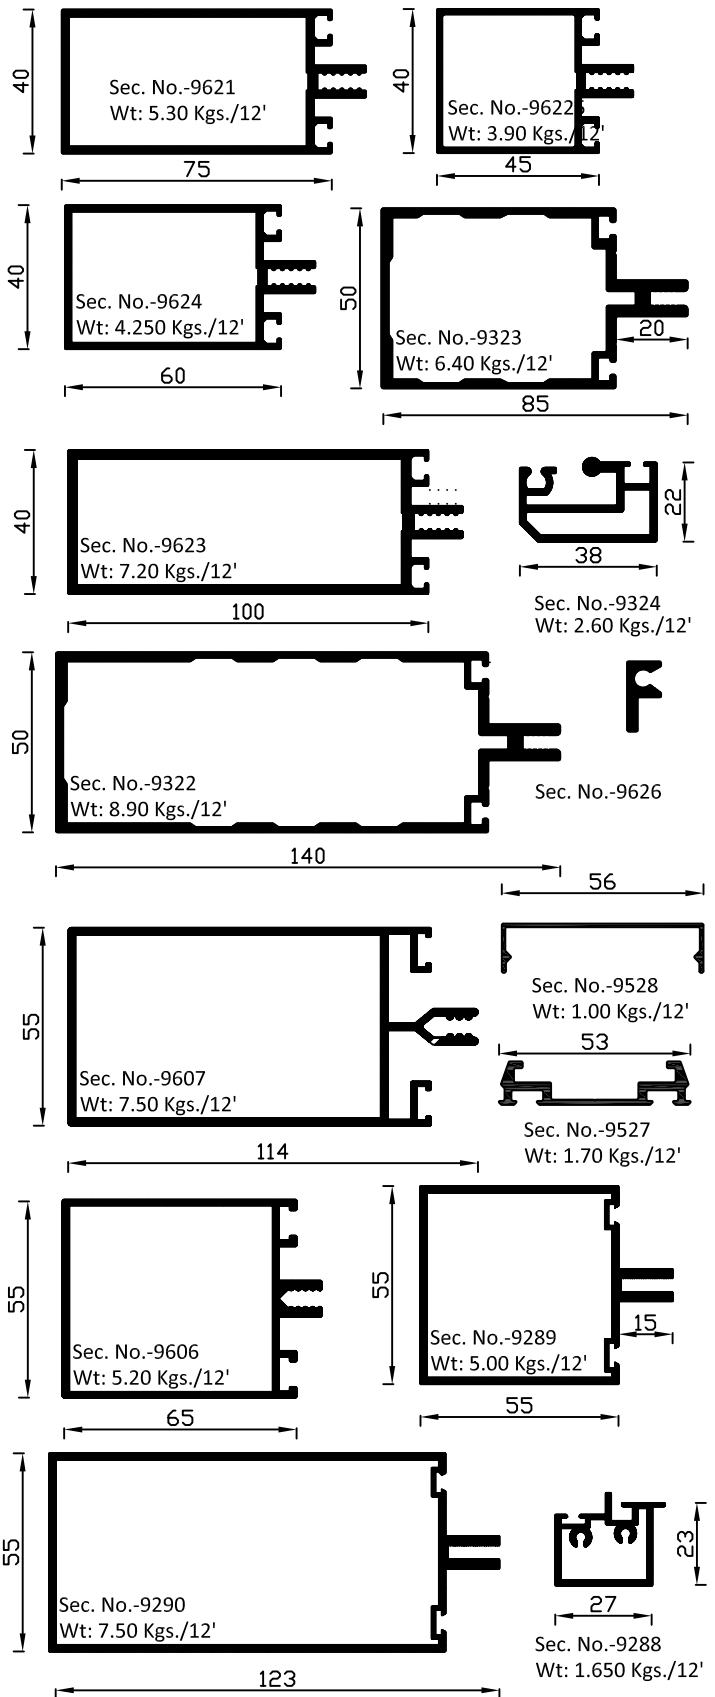 40
Sec. No.-9621
Wt: 5.30 Kgs./12'
75
40
Sec. No.-9622S
Wt: 3.90 Kgs./12'
45
40
Sec. No.-9624
Wt: 4.250 Kgs./12'
60
50
Sec. No.-9323
Wt: 6.40 Kgs./12'
20
85
40
Sec. No.-9623
Wt: 7.20 Kgs./12'
100
22
38
Sec. No.-9324
Wt: 2.60 Kgs./12'
50
Sec. No.-9322
Wt: 8.90 Kgs./12'
140
Sec. No.-9626
55
Sec. No.-9607
Wt: 7.50 Kgs./12'
114
56
Sec. No.-9528
Wt: 1.00 Kgs./12'
53
Sec. No.-9527
Wt: 1.70 Kgs./12'
55
Sec. No.-9606
Wt: 5.20 Kgs./12'
65
55
Sec. No.-9289
Wt: 5.00 Kgs./12'
15
55
55
Sec. No.-9290
Wt: 7.50 Kgs./12'
123
23
27
Sec. No.-9288
Wt: 1.650 Kgs./12'